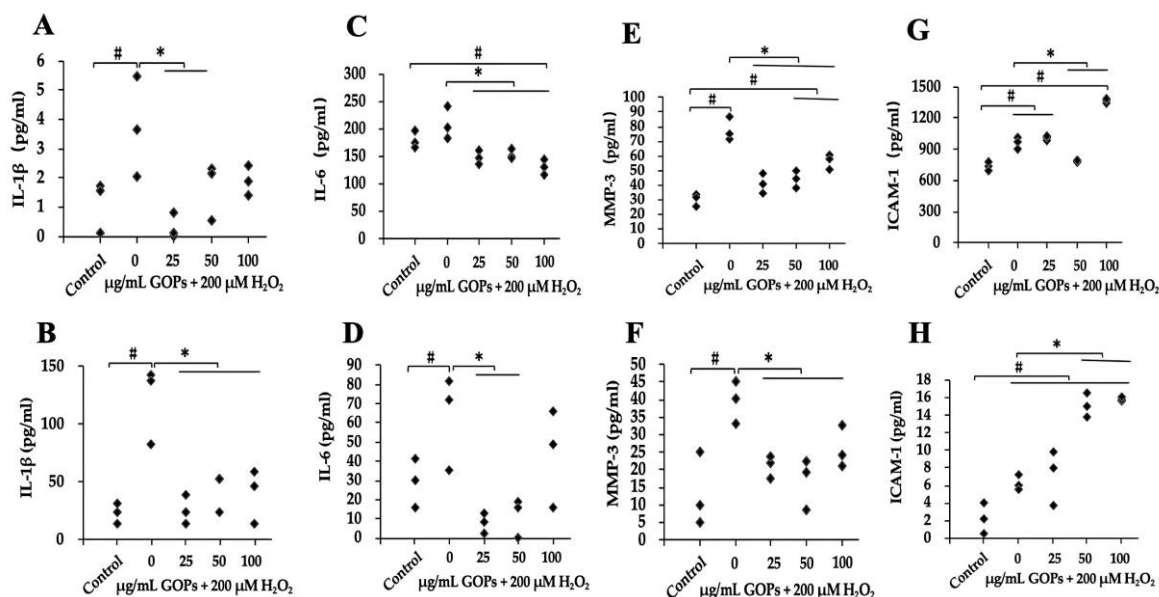 A
IL-1β (pg/ml)
6
5
4
3
2
1
0
# *
Control 0 25 50 100
µg/mL GOPs + 200 µM H₂O₂
C
IL-6 (pg/ml)
300
250
200
150
100
50
0
#
*
Control 0 25 50 100
µg/mL GOPs + 200 µM H₂O₂
E
MMP-3 (pg/ml)
100
90
80
70
60
50
40
30
20
10
0
*
#
#
Control 0 25 50 100
µg/mL GOPs + 200 µM H₂O₂
G
ICAM-1 (pg/ml)
1500
1200
900
600
300
0
*
#
#
Control 0 25 50 100
µg/mL GOPs + 200 µM H₂O₂
B
IL-1β (pg/ml)
150
100
50
0
# *
Control 0 25 50 100
µg/mL GOPs + 200 µM H₂O₂
D
IL-6 (pg/ml)
90
80
70
60
50
40
30
20
10
0
# *
Control 0 25 50 100
µg/mL GOPs + 200 µM H₂O₂
F
MMP-3 (pg/ml)
50
45
40
35
30
25
20
15
10
5
0
# *
Control 0 25 50 100
µg/mL GOPs + 200 µM H₂O₂
H
ICAM-1 (pg/ml)
18
16
14
12
10
8
6
4
2
0
*
#
Control 0 25 50 100
µg/mL GOPs + 200 µM H₂O₂